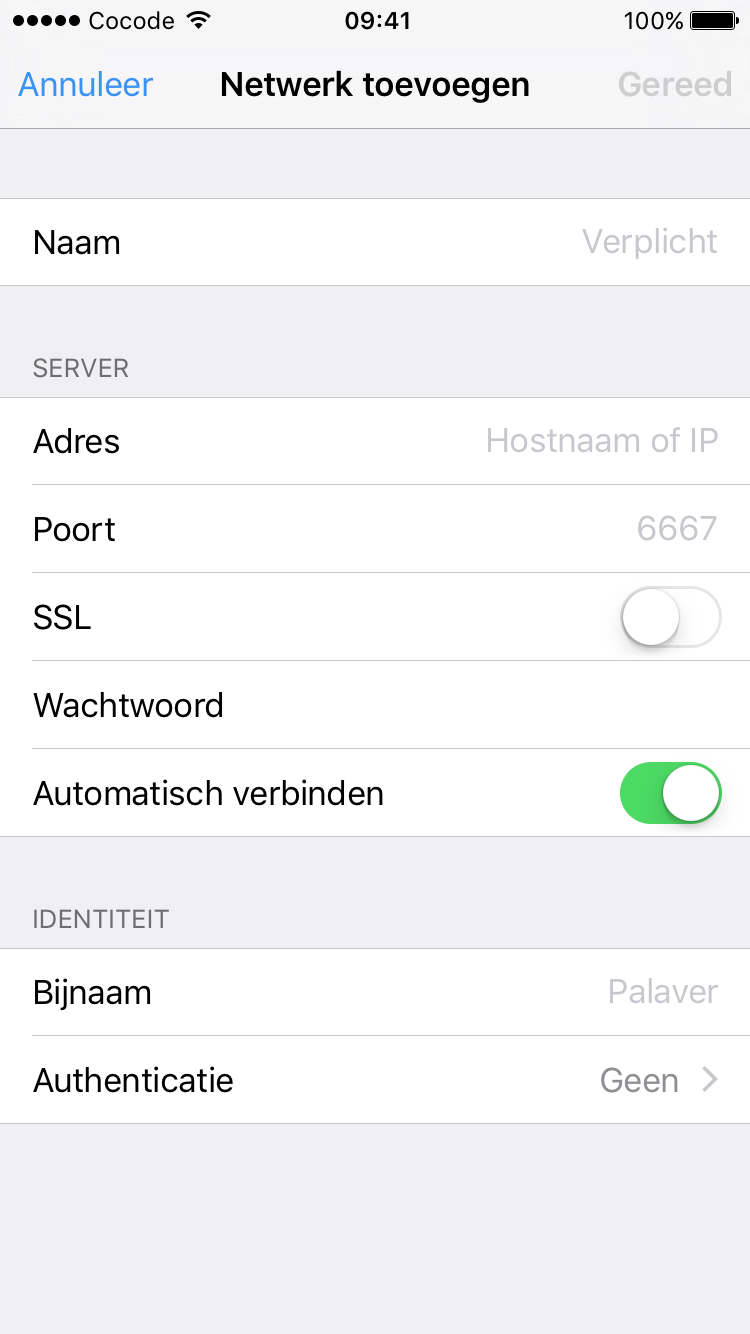 Cocode 09:41 100%
Annuleer Netwerk toevoegen Gereed
Naam Verplicht
SERVER
Adres Hostnaam of IP
Poort 6667
SSL
Wachtwoord
Automatisch verbinden
IDENTITEIT
Bijnaam Palaver
Authenticatie Geen